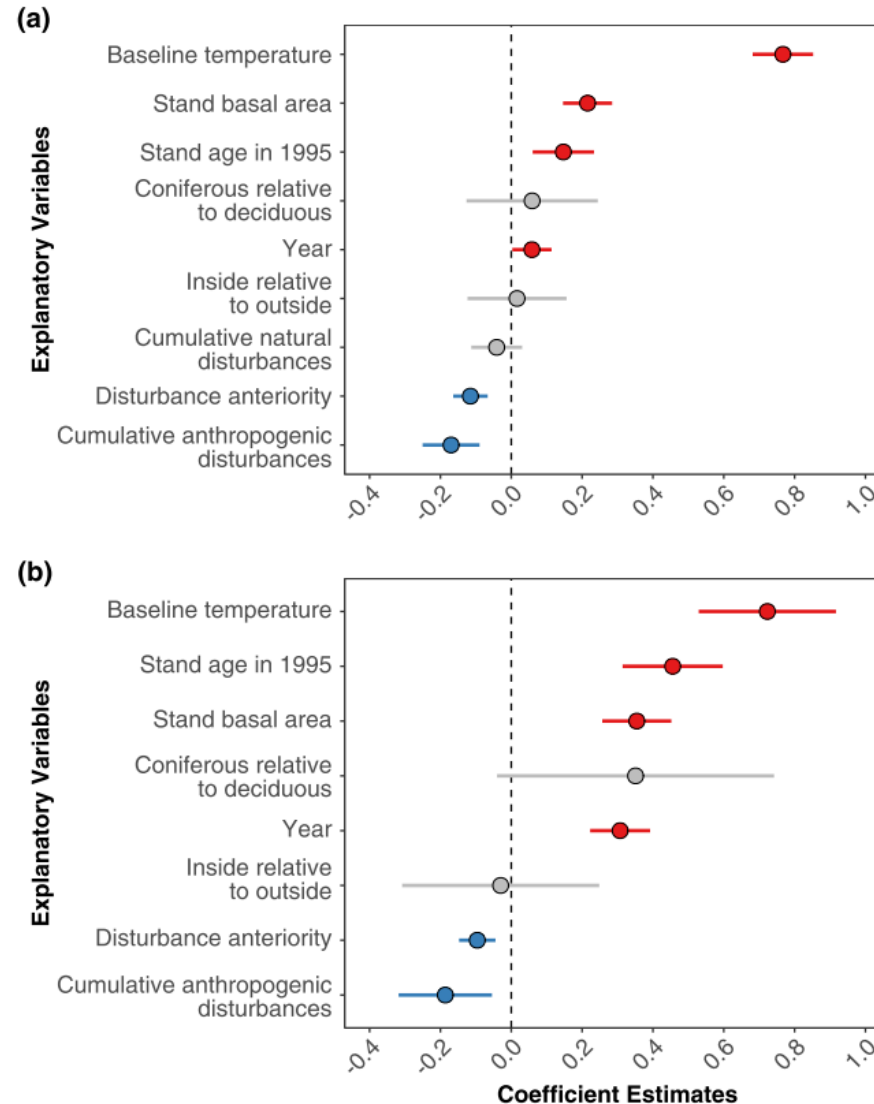 (a)
Explanatory Variables
Baseline temperature
Stand basal area
Stand age in 1995
Coniferous relative
to deciduous
Year
Inside relative
to outside
Cumulative natural
disturbances
Disturbance anteriority
Cumulative anthropogenic
disturbances
-0.4 -0.2 0.0 0.2 0.4 0.6 0.8 1.0
(b)
Explanatory Variables
Baseline temperature
Stand age in 1995
Stand basal area
Coniferous relative
to deciduous
Year
Inside relative
to outside
Disturbance anteriority
Cumulative anthropogenic
disturbances
-0.4 -0.2 0.0 0.2 0.4 0.6 0.8 1.0
Coefficient Estimates